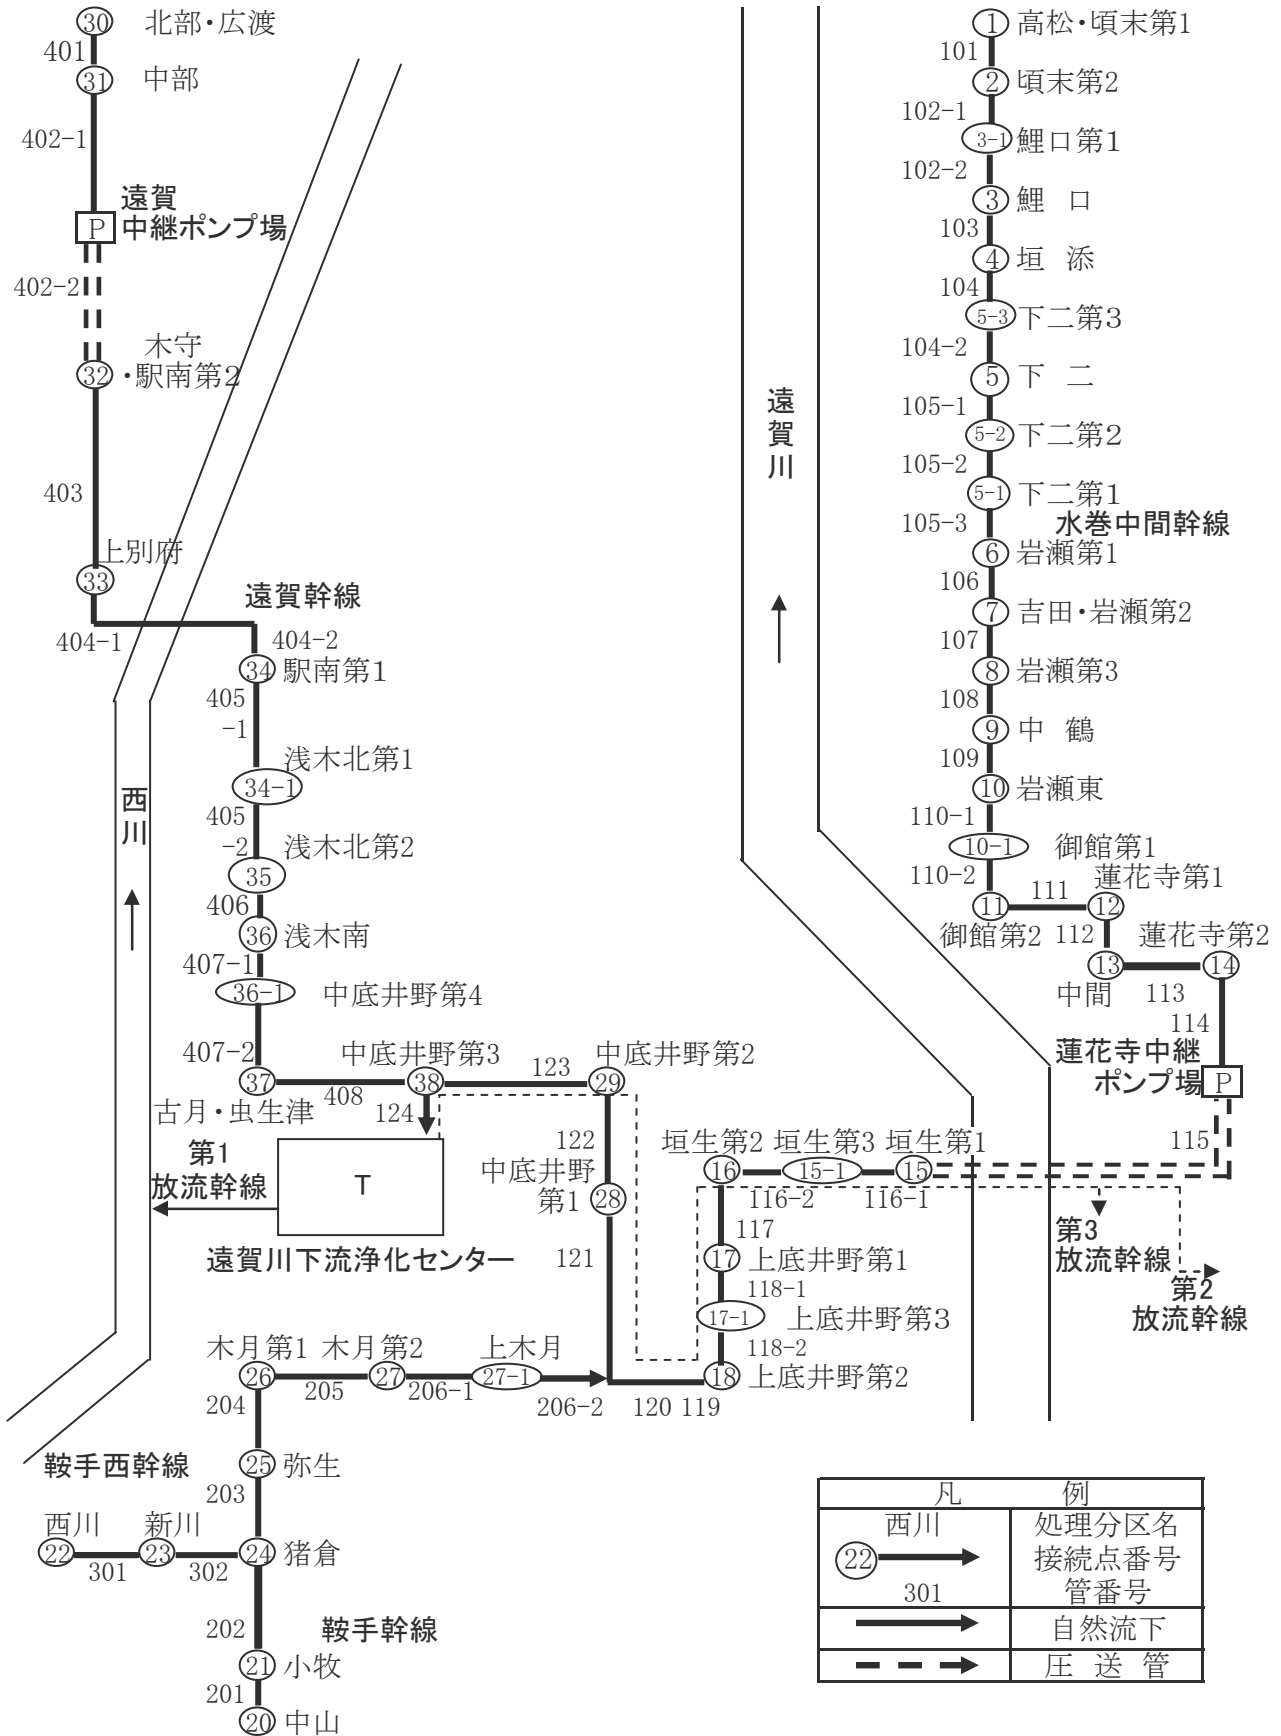 30 北部・広渡
401
31 中部
402-1
遠賀
P 中継ポンプ場
402-2
木守
32 ・駅南第2
403
上別府
33
遠賀幹線
404-1
404-2
34 駅南第1
405
-1
浅木北第1
34-1
405
-2
浅木北第2
35
406
36 浅木南
407-1
36-1 中底井野第4
407-2
中底井野第3
123
中底井野第2
37
408
38
29
古月・虫生津
124
第1
放流幹線
T
遠賀川下流浄化センター
西川
遠賀川
122
中底井野
第1
28
121
1 高松・頃末第1
101
2 頃末第2
102-1
3-1 鯉口第1
102-2
3 鯉 口
103
4 垣 添
104
5-3 下二第3
104-2
5 下 二
105-1
5-2 下二第2
105-2
5-1 下二第1
105-3
水巻中間幹線
6 岩瀬第1
106
7 吉田・岩瀬第2
107
8 岩瀬第3
108
9 中 鶴
109
10 岩瀬東
110-1
10-1 御館第1
110-2
蓮花寺第1
11
111
12
御館第2
112
蓮花寺第2
13
14
中間
113
114
蓮花寺中継
ポンプ場
P
115
垣生第2 垣生第3 垣生第1
16
15-1
15
116-2
116-1
117
第3
放流幹線
第2
放流幹線
17 上底井野第1
118-1
17-1 上底井野第3
118-2
18 上底井野第2
木月第1 木月第2 上木月
26
27
27-1
205
206-1
206-2
120
119
204
鞍手西幹線
25 弥生
203
西川 新川
22
23
24 猪倉
301
302
202
鞍手幹線
21 小牧
201
20 中山
凡 例
西川
22
301
処理分区名
接続点番号
管番号
自然流下
圧 送 管